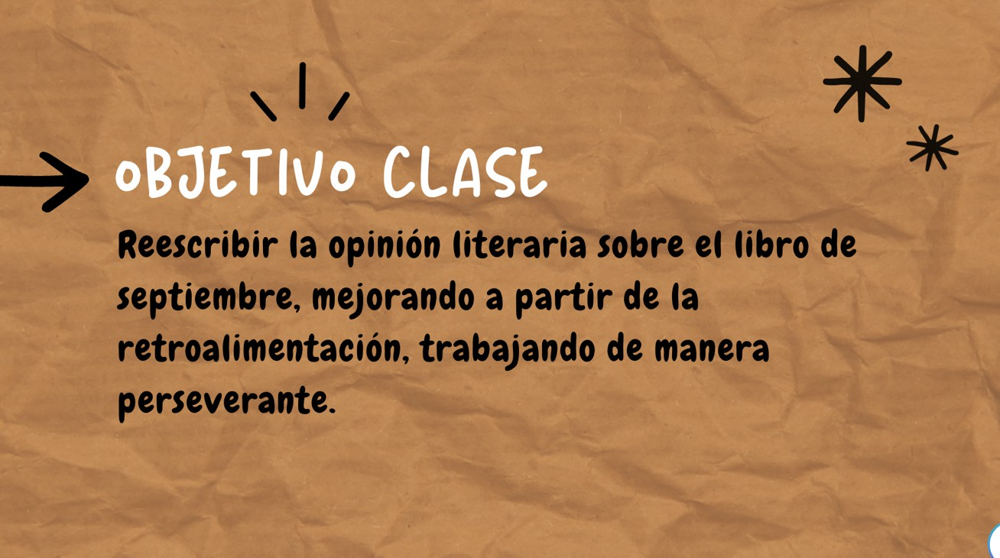 OBJETIVO CLASE
Reescribir la opinión literaria sobre el libro de
septiembre, mejorando a partir de la
retroalimentación, trabajando de manera
perseverante.